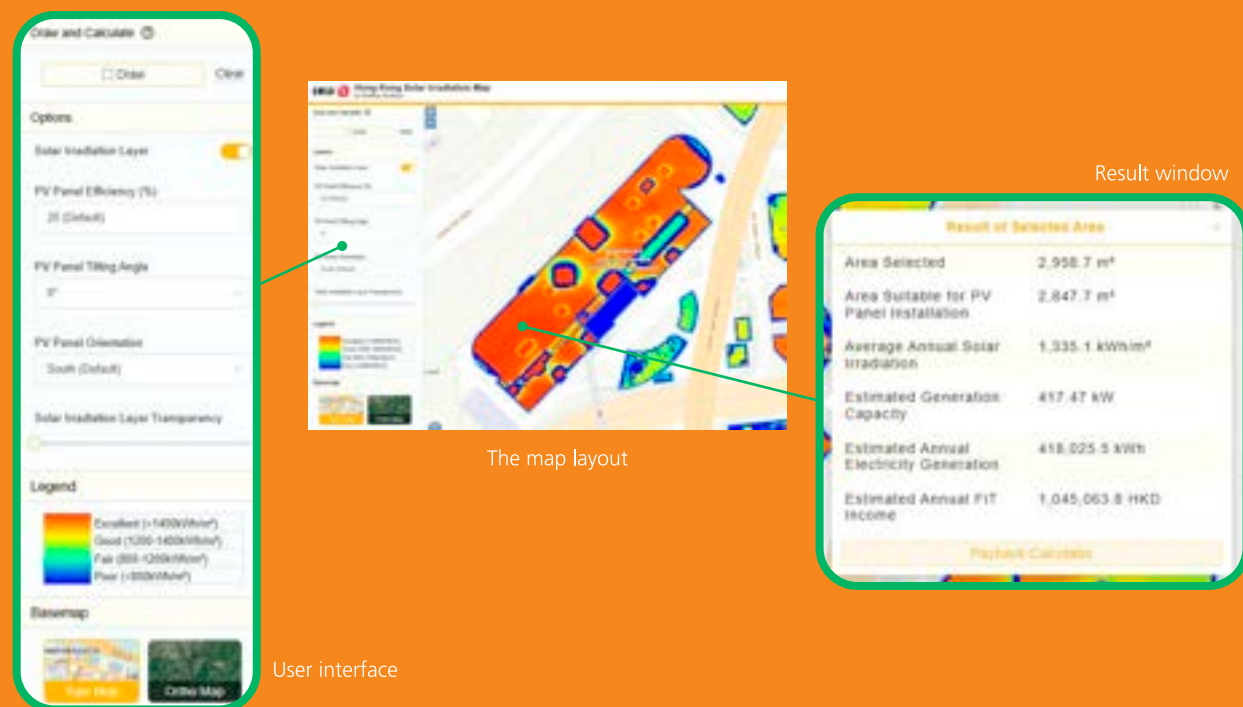 Draw and Calculate
Draw Clear
Options
Solar Irradiation Layer
PV Panel Efficiency (%)
20 (Default)
PV Panel Tilting Angle
0°
PV Panel Orientation
South (Default)
Solar Irradiation Layer Transparency
Legend
Excellent (>1400kWh/m²)
Good (1200-1400kWh/m²)
Fair (800-1200kWh/m²)
Poor (<800kWh/m²)
Basemap
Topo Map Ortho Map
User interface
Hong Kong Solar Irradiation Map
The map layout
Result window
Result of Selected Area
Area Selected 2,958.7 m²
Area Suitable for PV 2,847.7 m²
Panel Installation
Average Annual Solar 1,335.1 kWh/m²
Irradiation
Estimated Generation 417.47 kW
Capacity
Estimated Annual 418,025.5 kWh
Electricity Generation
Estimated Annual FiT 1,045,063.8 HKD
Income
Payback Calculator